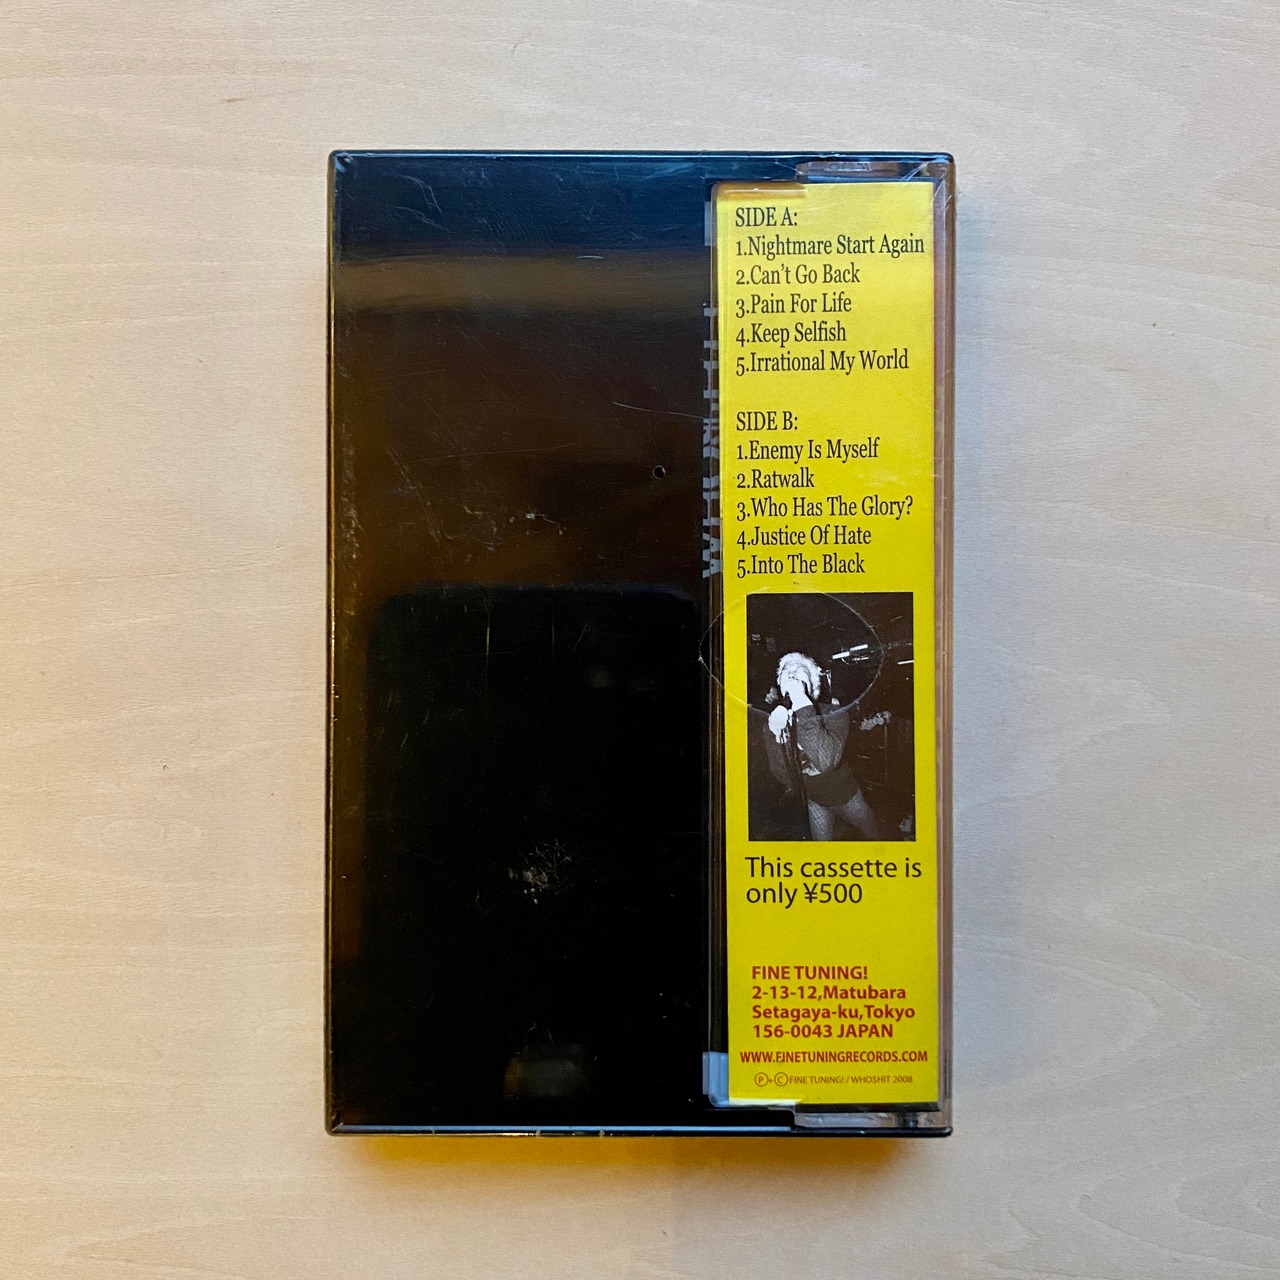 SIDE A:
1.Nightmare Start Again
2.Can't Go Back
3.Pain For Life
4.Keep Selfish
5.Irrational My World
SIDE B:
1.Enemy Is Myself
2.Ratwalk
3.Who Has The Glory?
4.Justice Of Hate
5.Into The Black
This cassette is
only ¥500
FINE TUNING!
2-13-12,Matubara
Setagaya-ku,Tokyo
156-0043 JAPAN
WWW.FINETUNINGRECORDS.COM
Ⓟ+Ⓒ FINE TUNING! / WHOSHIT 2008